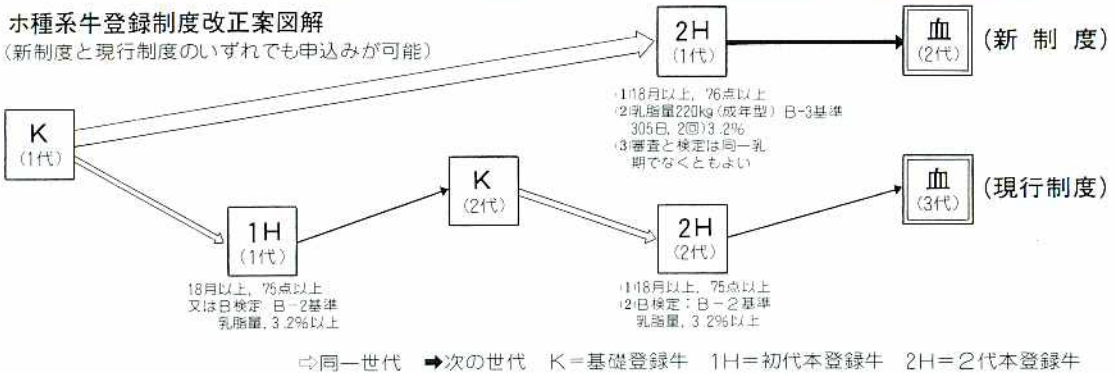 ホ種系牛登録制度改正案図解
(新制度と現行制度のいずれでも申込みが可能)
K
(1代)
2H
(1代)
血
(2代)
(新制度)
(1)18月以上, 76点以上
(2)乳脂量220kg(成年型) B-3基準
305日, 2回)3.2%
(3)審査と検定は同一乳
期でなくともよい
1H
(1代)
K
(2代)
2H
(2代)
血
(3代)
(現行制度)
18月以上, 75点以上
又はB検定 B-2基準
乳脂量, 3.2%以上
(1)18月以上, 75点以上
(2)B検定:B-2基準
乳脂量, 3.2%以上
⇨同一世代 ➡次の世代 K=基礎登録牛 1H=初代本登録牛 2H=2代本登録牛